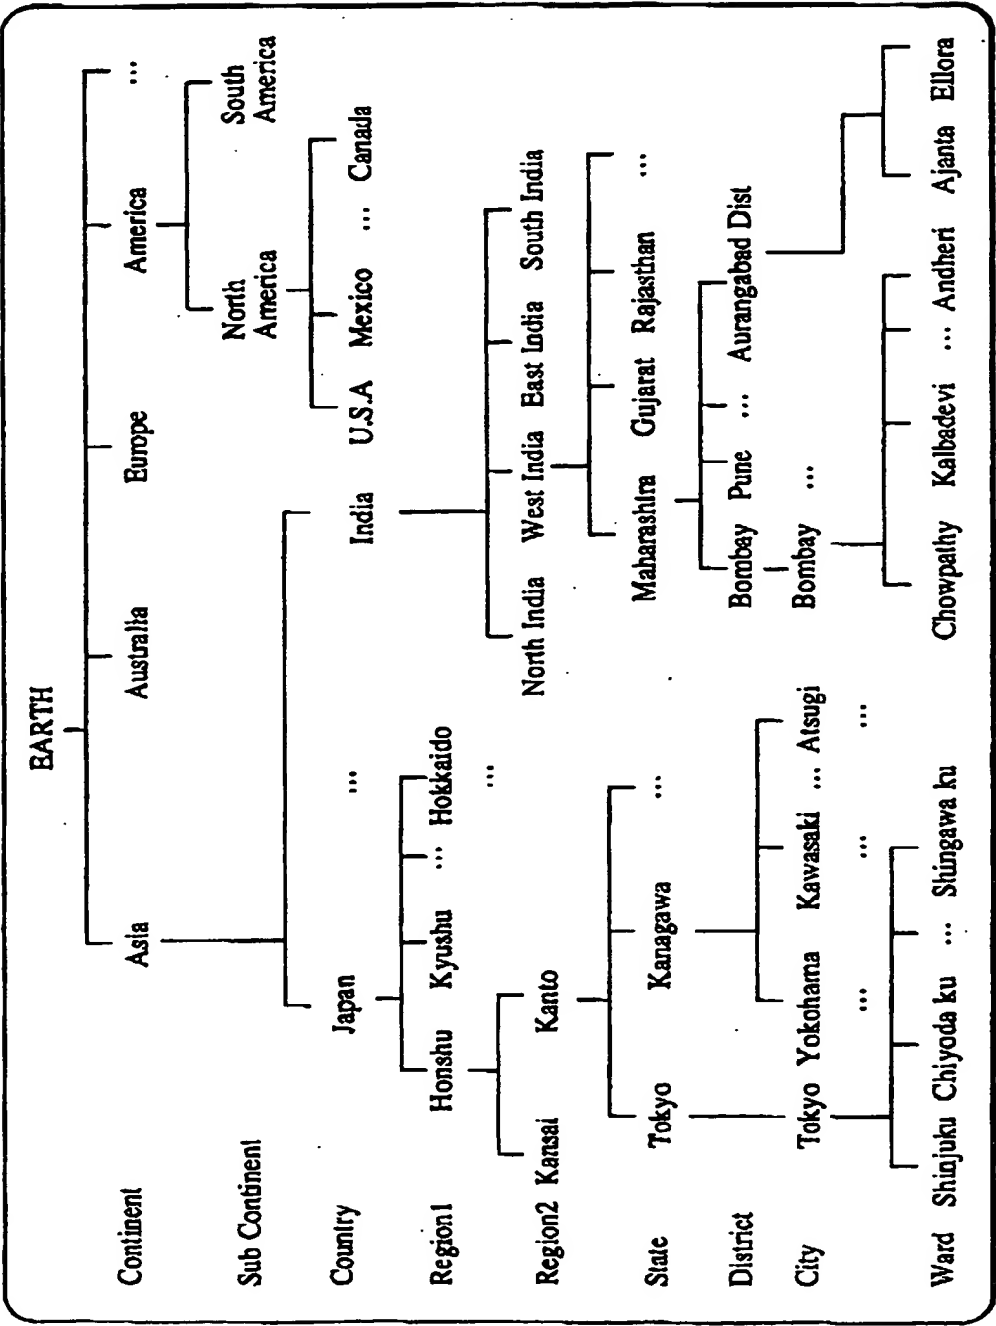 EARTH
Continent Asia Australia Europe America ...
Sub Continent North America South America
Country Japan ... India U.S.A Mexico ... Canada
Region1 Honshu Kyushu ... Hokkaido
...
Region2 Kansai Kanto North India West India East India South India
State Tokyo Kanagawa ... Maharashtra Gujarat Rajasthan ...
District Bombay Pune ... Aurangabad Dist
City Tokyo Yokohama Kawasaki ... Atsugi Bombay ...
... ... ...
Ward Shinjuku Chiyoda ku ... Shingawa ku Chowpathy Kalbadevi ... Andheri Ajanta Ellora